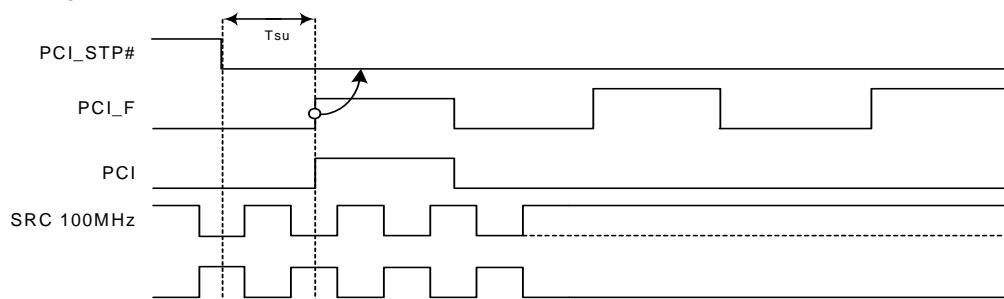 Tsu
PCI_STP#
PCI_F
PCI
SRC 100MHz